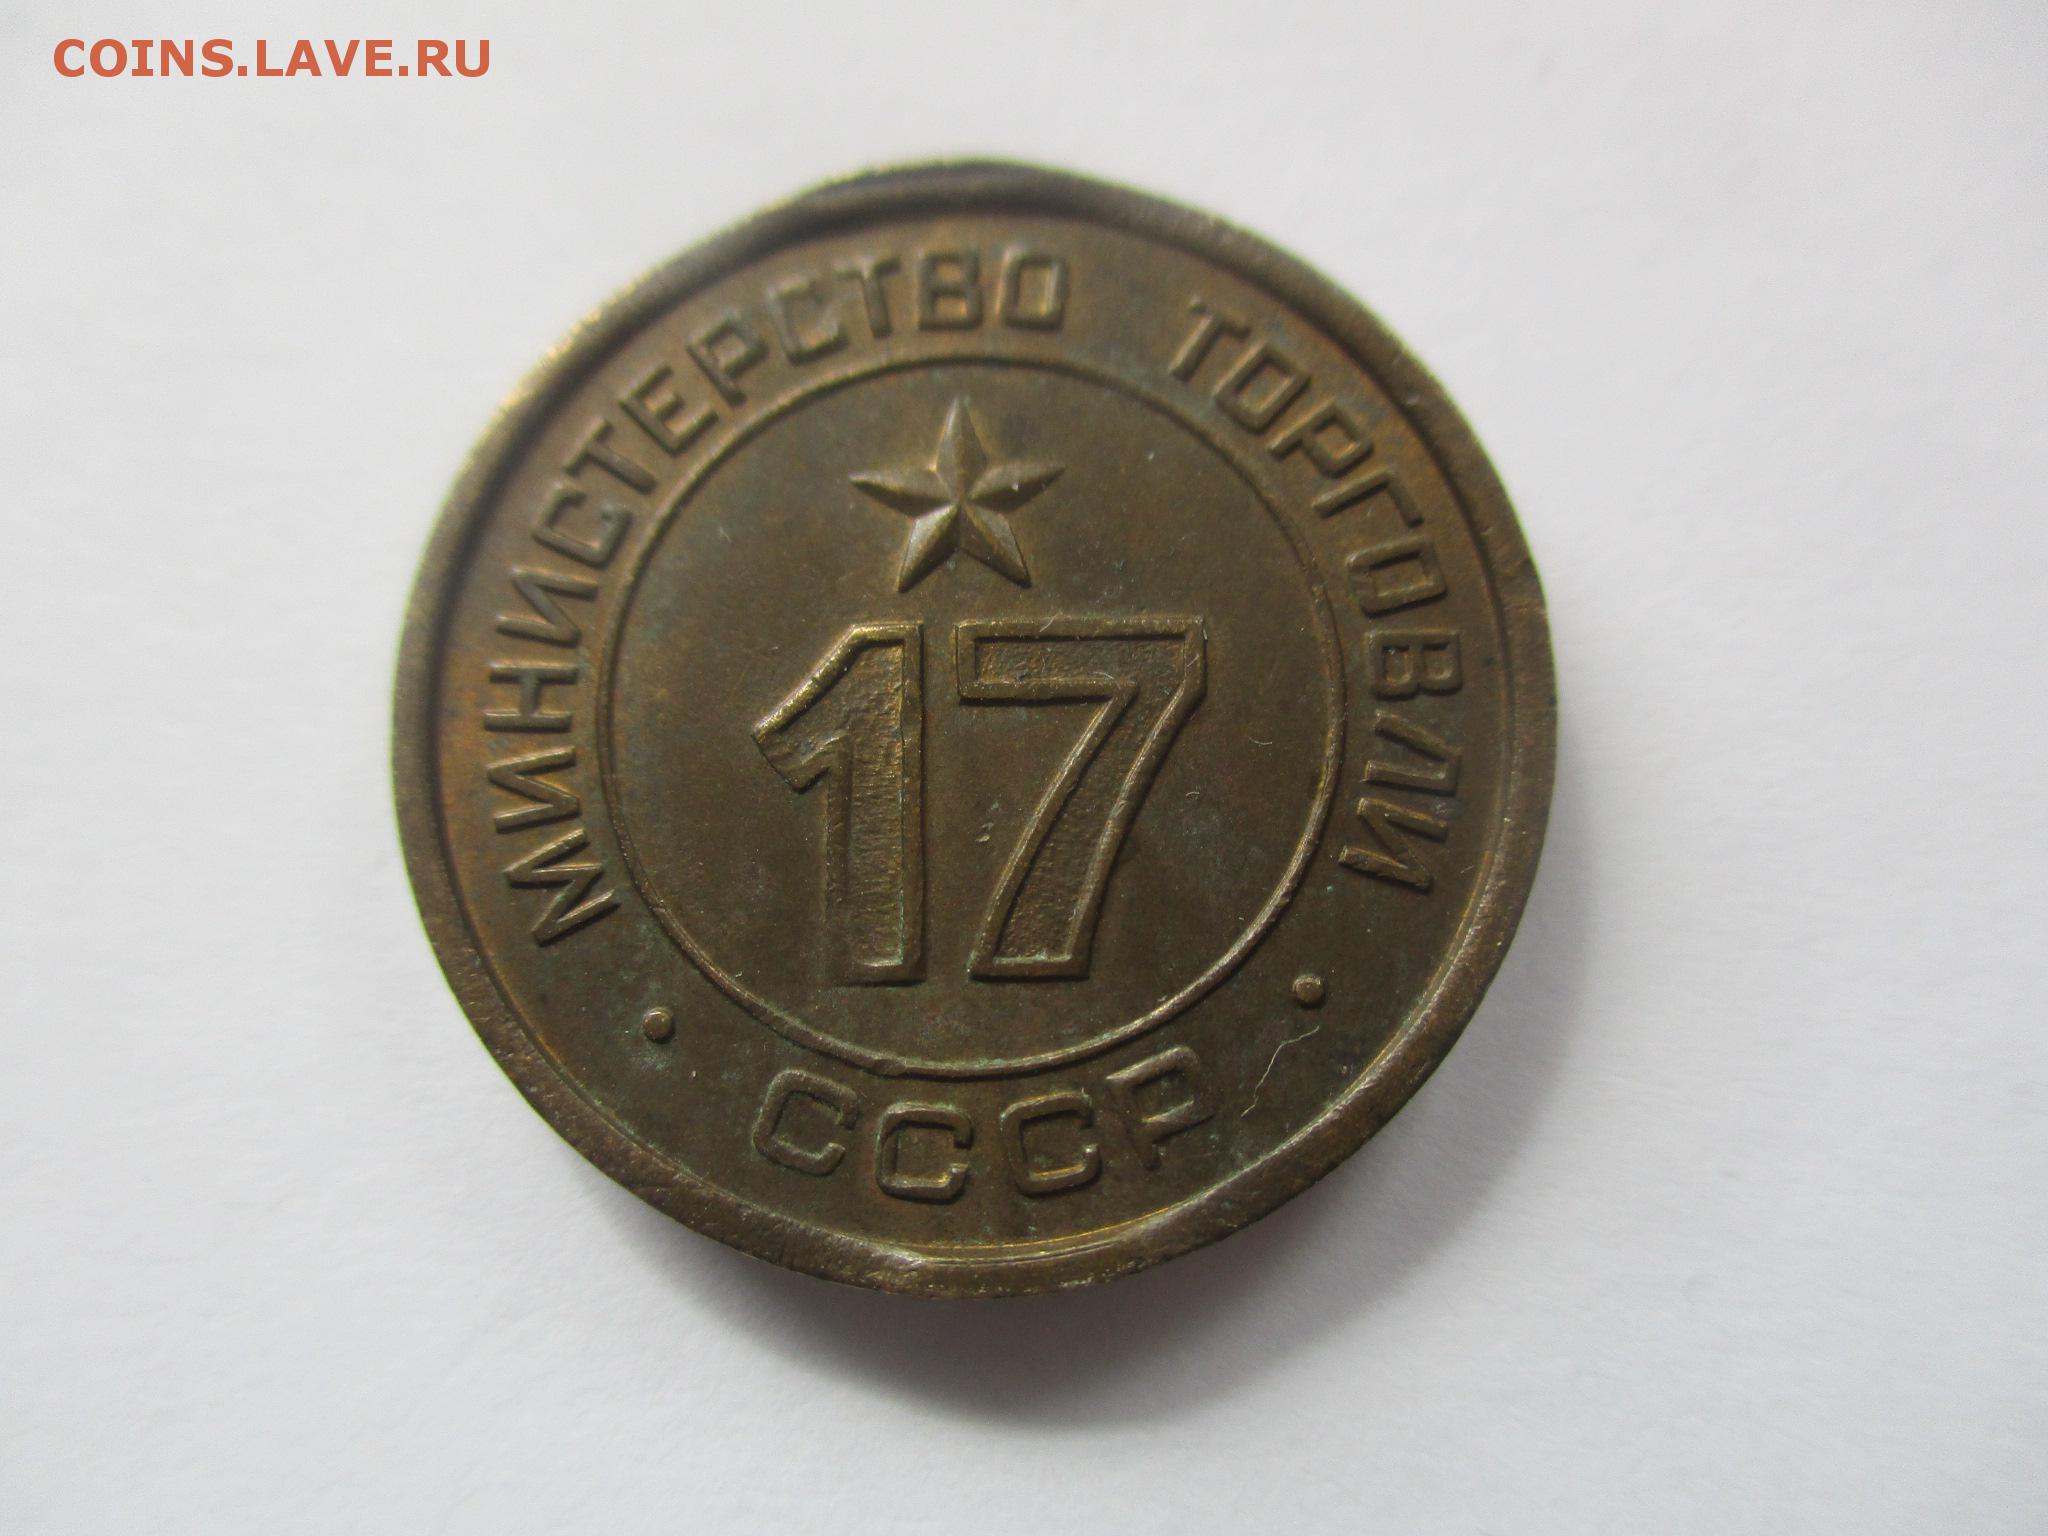 COINS.LAVE.RU
МИНИСТЕРСТВО ТОРГОВЛИ
17
· СССР ·